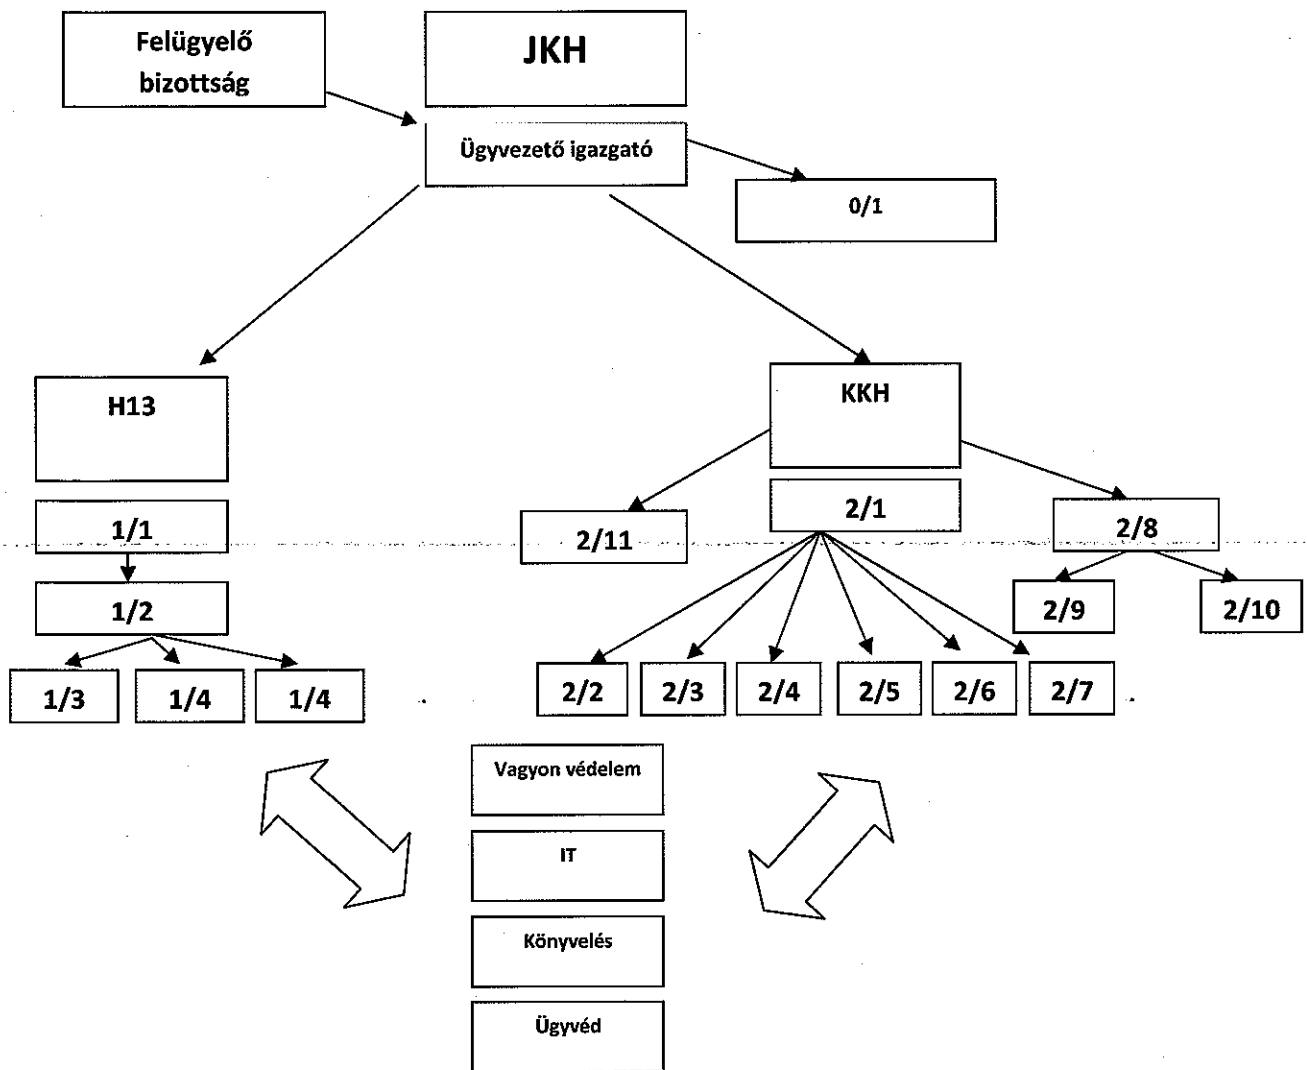 Felügyelő
bizottság
JKH
Ügyvezető igazgató
0/1
H13
KKH
1/1
2/11
2/1
2/8
1/2
2/9
2/10
1/3
1/4
1/4
2/2
2/3
2/4
2/5
2/6
2/7
Vagyon védelem
IT
Könyvelés
Ügyvéd